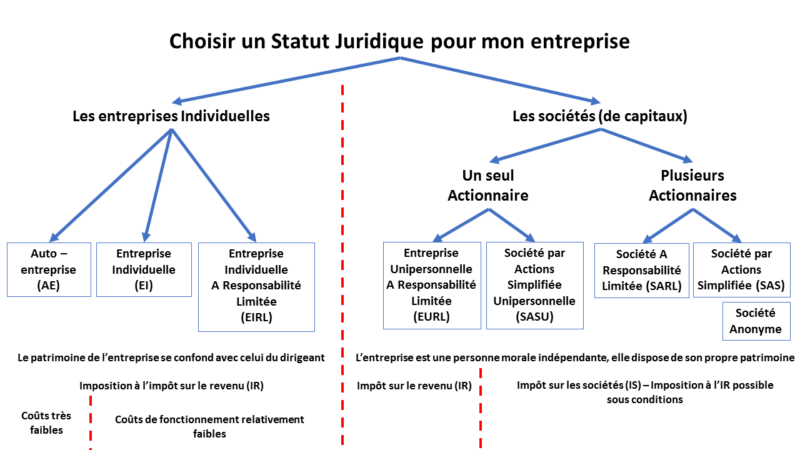 Choisir un Statut Juridique pour mon entreprise
Les entreprises Individuelles
Les sociétés (de capitaux)
Un seul
Actionnaire
Plusieurs
Actionnaires
Auto –
entreprise
(AE)
Entreprise
Individuelle
(EI)
Entreprise
Individuelle
A Responsabilité
Limitée
(EIRL)
Entreprise
Unipersonnelle
A Responsabilité
Limitée
(EURL)
Société par
Actions
Simplifiée
Unipersonnelle
(SASU)
Société A
Responsabilité
Limitée (SARL)
Société par
Actions
Simplifiée (SAS)
Société
Anonyme
Le patrimoine de l'entreprise se confond avec celui du dirigeant
L'entreprise est une personne morale indépendante, elle dispose de son propre patrimoine
Imposition à l'impôt sur le revenu (IR)
Impôt sur le revenu (IR)
Impôt sur les sociétés (IS) – Imposition à l'IR possible
sous conditions
Coûts très
faibles
Coûts de fonctionnement relativement
faibles